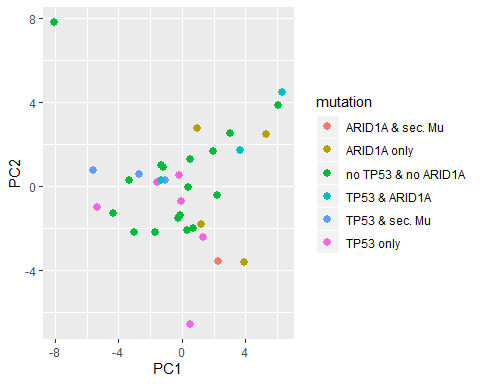 8
4
0
-4
PC2
-8 -4 0 4
PC1
mutation
ARID1A & sec. Mu
ARID1A only
no TP53 & no ARID1A
TP53 & ARID1A
TP53 & sec. Mu
TP53 only